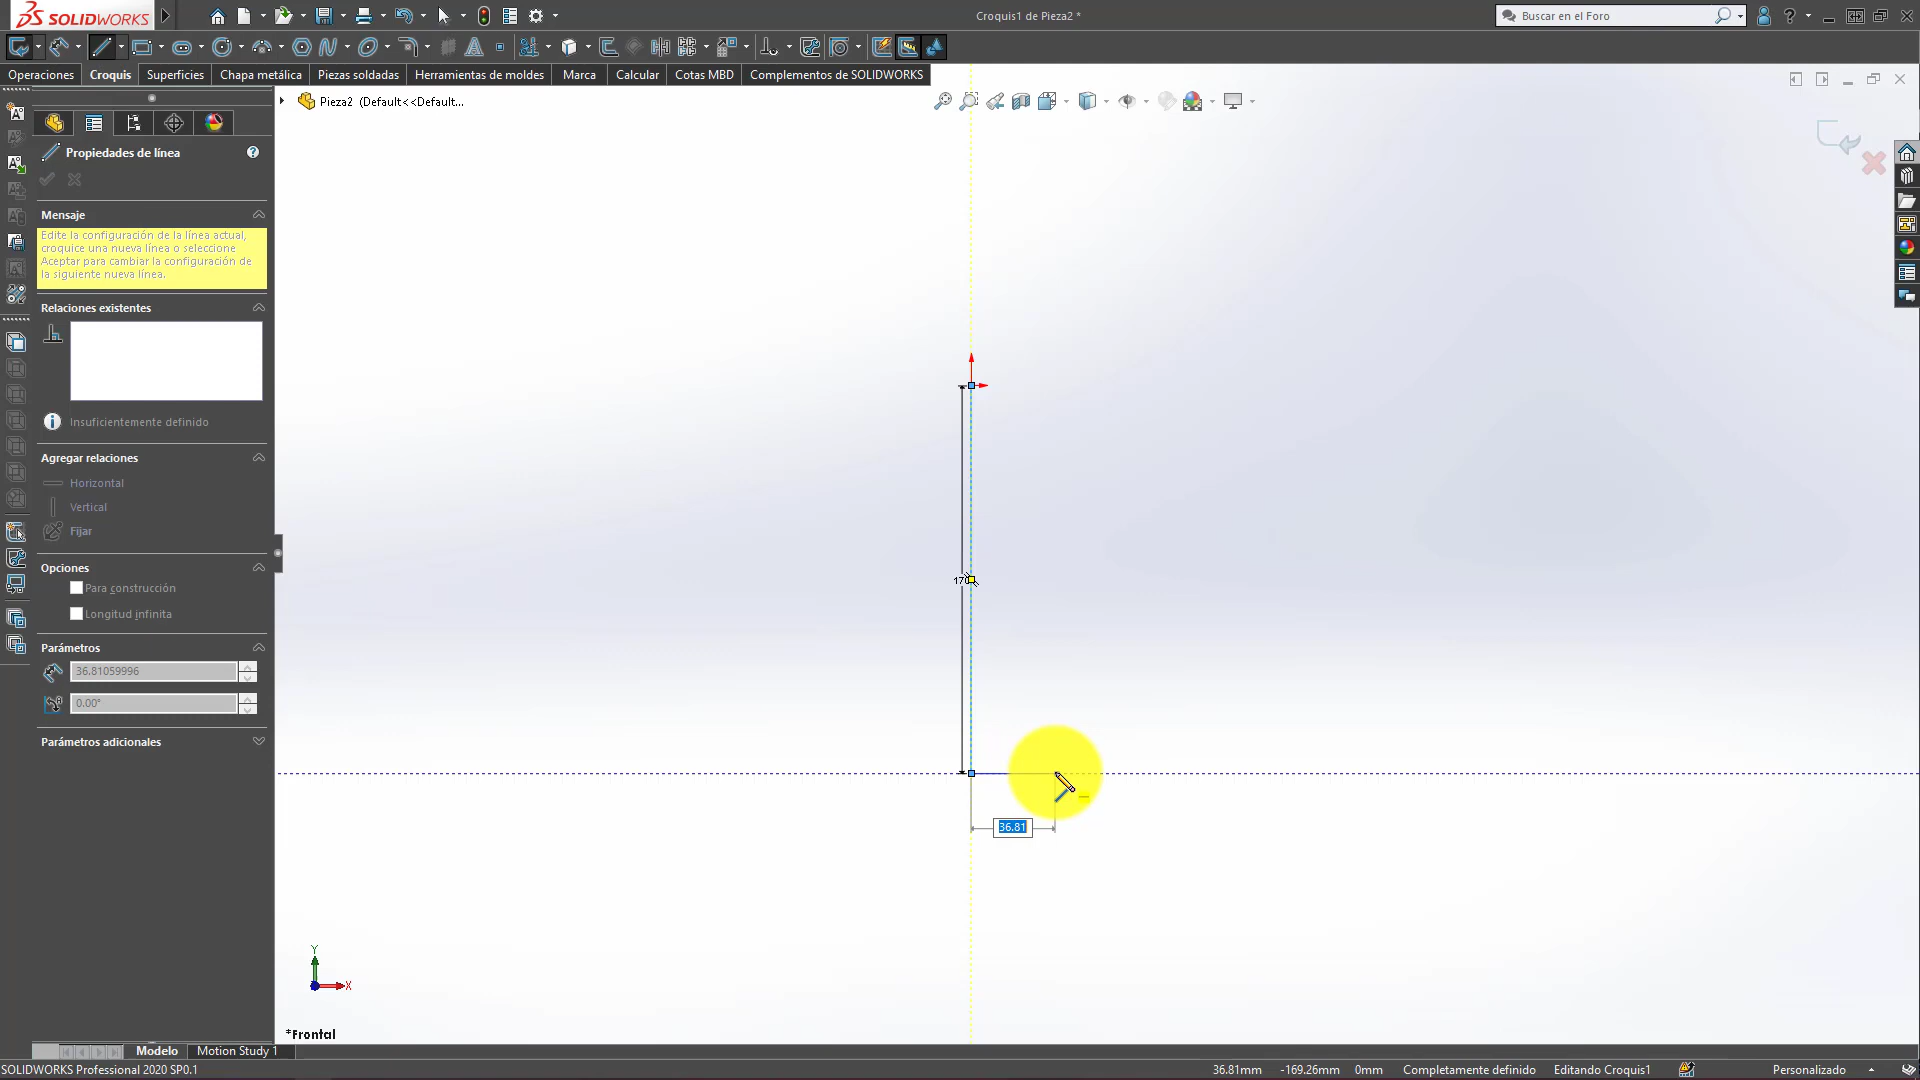 SOLIDWORKS
Croquis1 de Pieza2 *
Buscar en el Foro
Operaciones
Croquis
Superficies
Chapa metálica
Piezas soldadas
Herramientas de moldes
Marca
Calcular
Cotas MBD
Complementos de SOLIDWORKS
Pieza2 (Default<<Default...
Propiedades de línea
Mensaje
Edite la configuración de la línea actual,
croquice una nueva línea o seleccione
Aceptar para cambiar la configuración de
la siguiente nueva línea.
Relaciones existentes
Insuficientemente definido
Agregar relaciones
Horizontal
Vertical
Fijar
Opciones
Para construcción
Longitud infinita
Parámetros
36.81059996
0.00°
Parámetros adicionales
170
36.81
Y
X
*Frontal
Modelo
Motion Study 1
SOLIDWORKS Professional 2020 SP0.1
36.81mm
-169.26mm
0mm
Completamente definido
Editando Croquis1
Personalizado